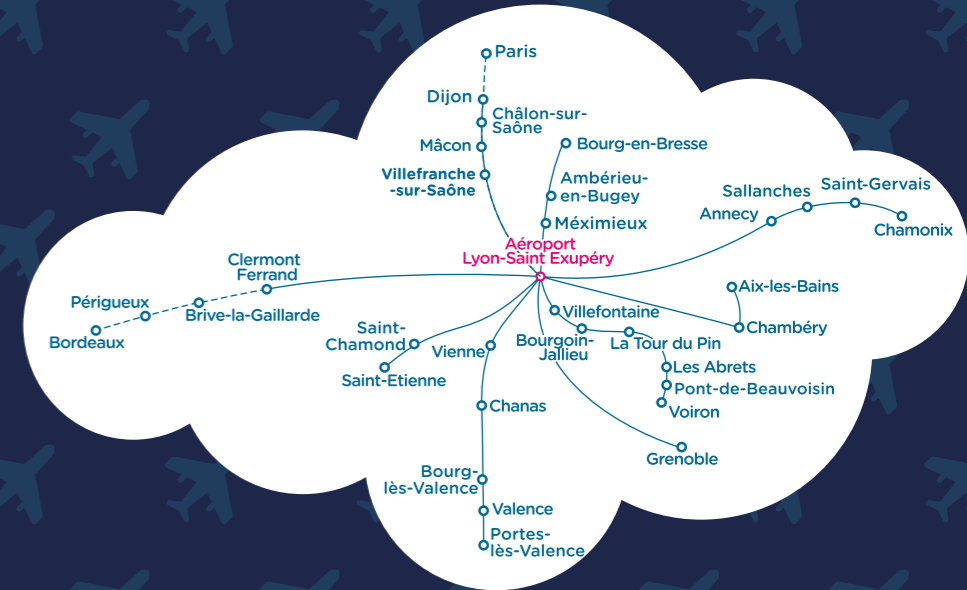 Paris
Dijon
Châlon-sur-
Saône
Mâcon
Villefranche
-sur-Saône
Bourg-en-Bresse
Ambérieu-
en-Bugey
Méximieux
Aéroport
Lyon-Saint Exupéry
Sallanches
Saint-Gervais
Annecy
Chamonix
Clermont
Ferrand
Périgueux
Brive-la-Gaillarde
Bordeaux
Aix-les-Bains
Chambéry
Villefontaine
Bourgoin-
Jallieu
La Tour du Pin
Les Abrets
Pont-de-Beauvoisin
Voiron
Grenoble
Saint-
Chamond
Saint-Etienne
Vienne
Chanas
Bourg-
lès-Valence
Valence
Portes-
lès-Valence